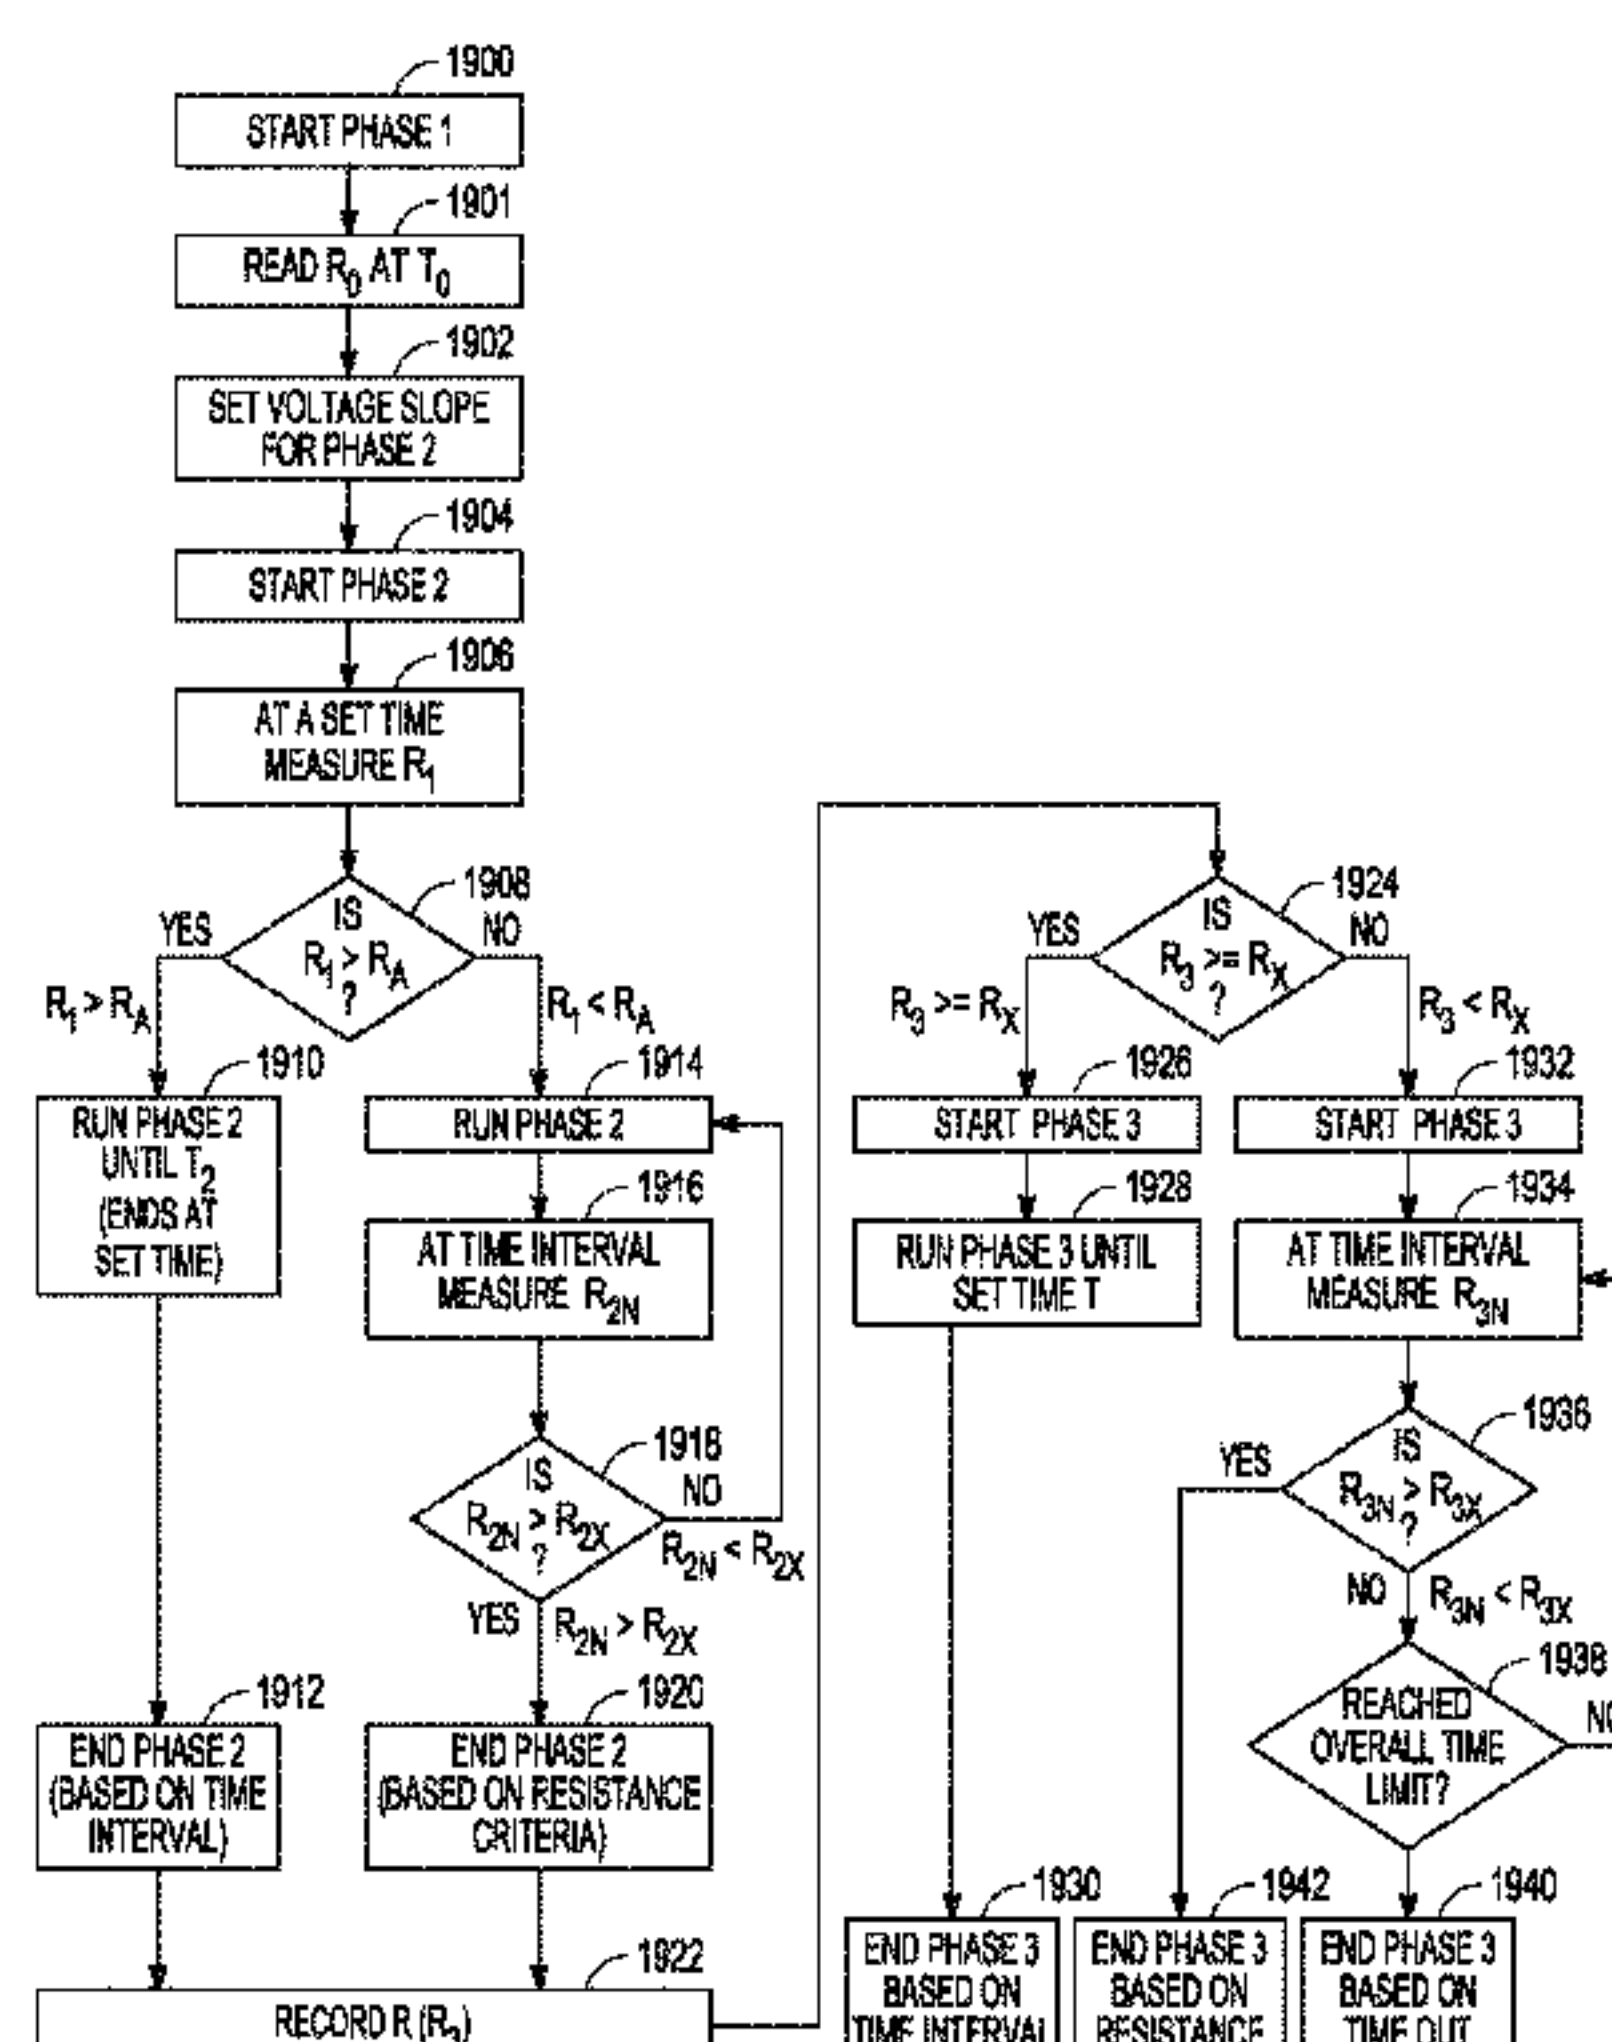 1900
START PHASE 1
1901
READ R0 AT T0
1902
SET VOLTAGE SLOPE
FOR PHASE 2
1904
START PHASE 2
1906
AT A SET TIME
MEASURE R1
1908
YES
IS
R1 > RA
?
NO
R1 > RA
R1 < RA
1910
RUN PHASE 2
UNTIL T2
(ENDS AT
SET TIME)
1914
RUN PHASE 2
1916
AT TIME INTERVAL
MEASURE R2N
1918
IS
R2N > R2X
?
NO
R2N < R2X
YES
R2N > R2X
1912
END PHASE 2
(BASED ON TIME
INTERVAL)
1920
END PHASE 2
(BASED ON RESISTANCE
CRITERIA)
1922
RECORD R (R3)
1924
YES
IS
R3 >= RX
?
NO
R3 >= RX
R3 < RX
1926
START PHASE 3
1928
RUN PHASE 3 UNTIL
SET TIME T
1932
START PHASE 3
1934
AT TIME INTERVAL
MEASURE R3N
1936
YES
IS
R3N > R3X
?
NO
R3N < R3X
1938
REACHED
OVERALL TIME
LIMIT?
NO
1930
END PHASE 3
BASED ON
TIME INTERVAL
1942
END PHASE 3
BASED ON
RESISTANCE
1940
END PHASE 3
BASED ON
TIME OUT